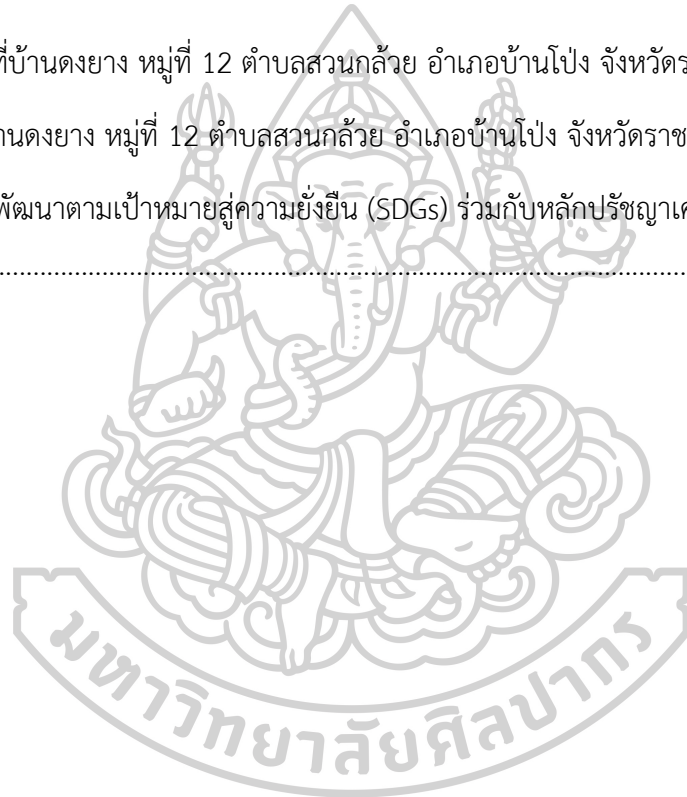 ที่บ้านดงยาง หมู่ที่ 12 ตำบลสวนกล้วย อำเภอบ้านโป่ง จังหวัดร
านดงยาง หมู่ที่ 12 ตำบลสวนกล้วย อำเภอบ้านโป่ง จังหวัดราช
พัฒนาตามเป้าหมายสู่ความยั่งยืน (SDGs) ร่วมกับหลักปรัชญาเศ
....................................................................................................
มหาวิทยาลัยศิลปากร